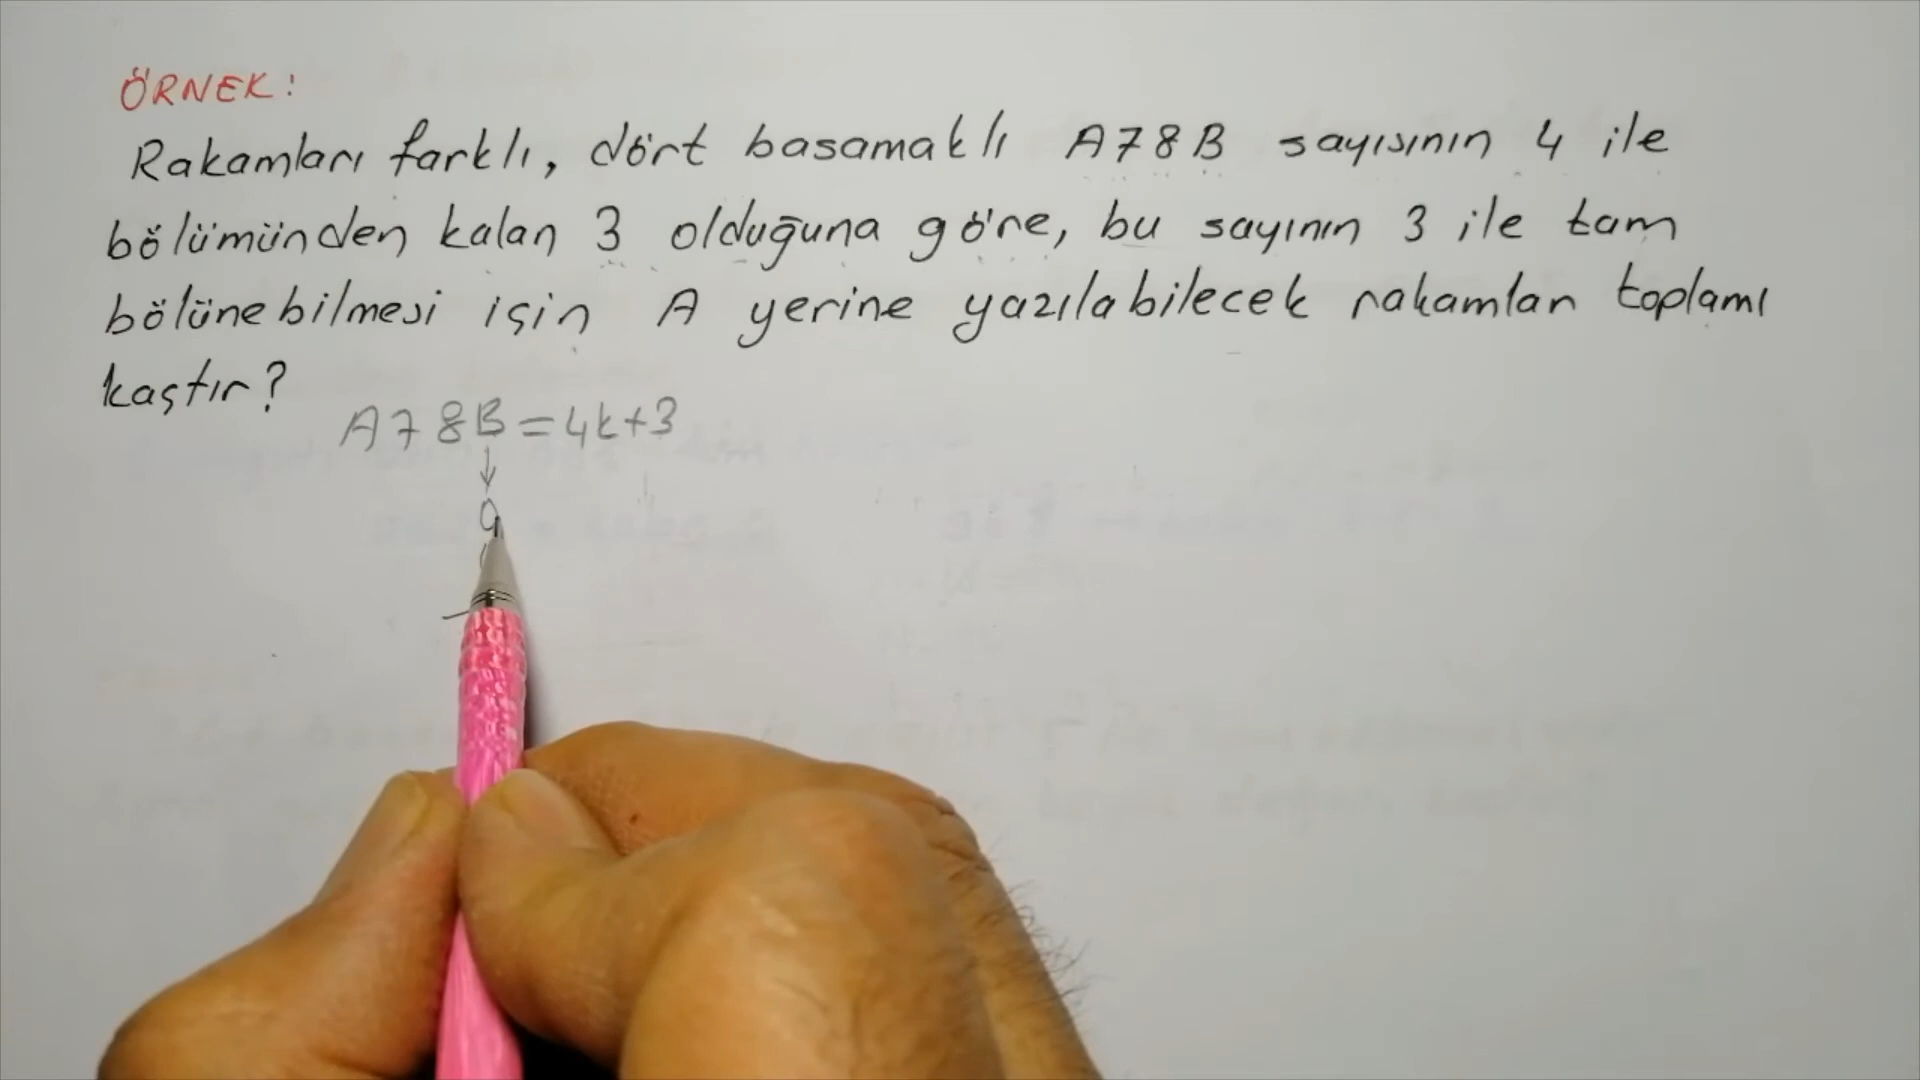 ÖRNEK:
Rakamları farklı, dört basamaklı A78B sayısının 4 ile
bölümünden kalan 3 olduğuna göre, bu sayının 3 ile tam
bölünebilmesi için A yerine yazılabilecek rakamlar toplamı
kaçtır?
A78B=4k+3
↓
0